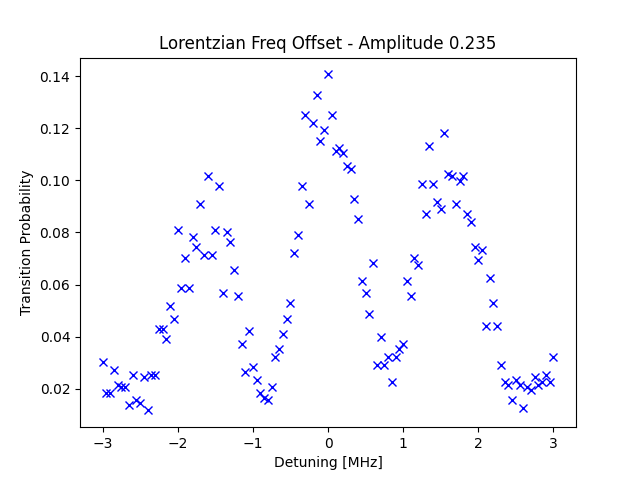 Lorentzian Freq Offset - Amplitude 0.235
0.14
0.12
0.10
0.08
0.06
0.04
0.02
Transition Probability
−3 −2 −1 0 1 2 3
Detuning [MHz]